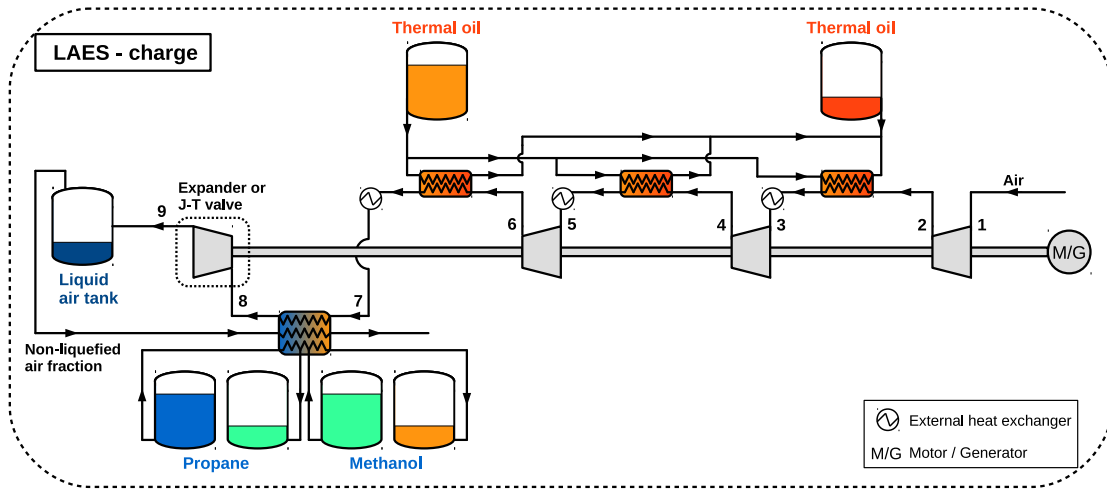 LAES - charge
Thermal oil
Thermal oil
Air
Expander or
J-T valve
9
6
5
4
3
2
1
M/G
Liquid
air tank
8
7
Non-liquefied
air fraction
Propane
Methanol
External heat exchanger
M/G Motor / Generator